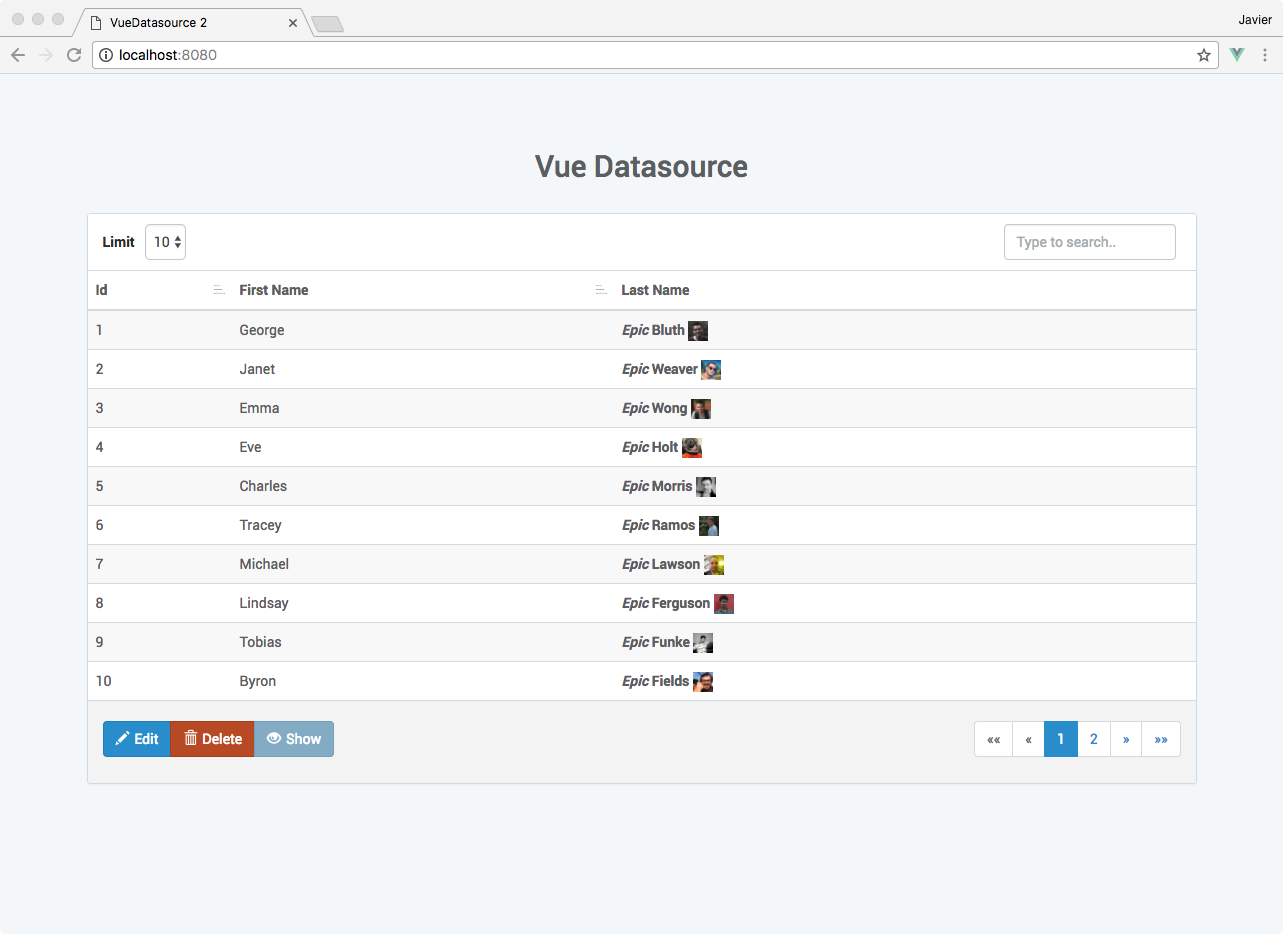 VueDatasource 2
Javier
localhost:8080
Vue Datasource
Limit 10 Type to search..
Id First Name Last Name
1 George Epic Bluth
2 Janet Epic Weaver
3 Emma Epic Wong
4 Eve Epic Holt
5 Charles Epic Morris
6 Tracey Epic Ramos
7 Michael Epic Lawson
8 Lindsay Epic Ferguson
9 Tobias Epic Funke
10 Byron Epic Fields
Edit Delete Show «« « 1 2 » »»